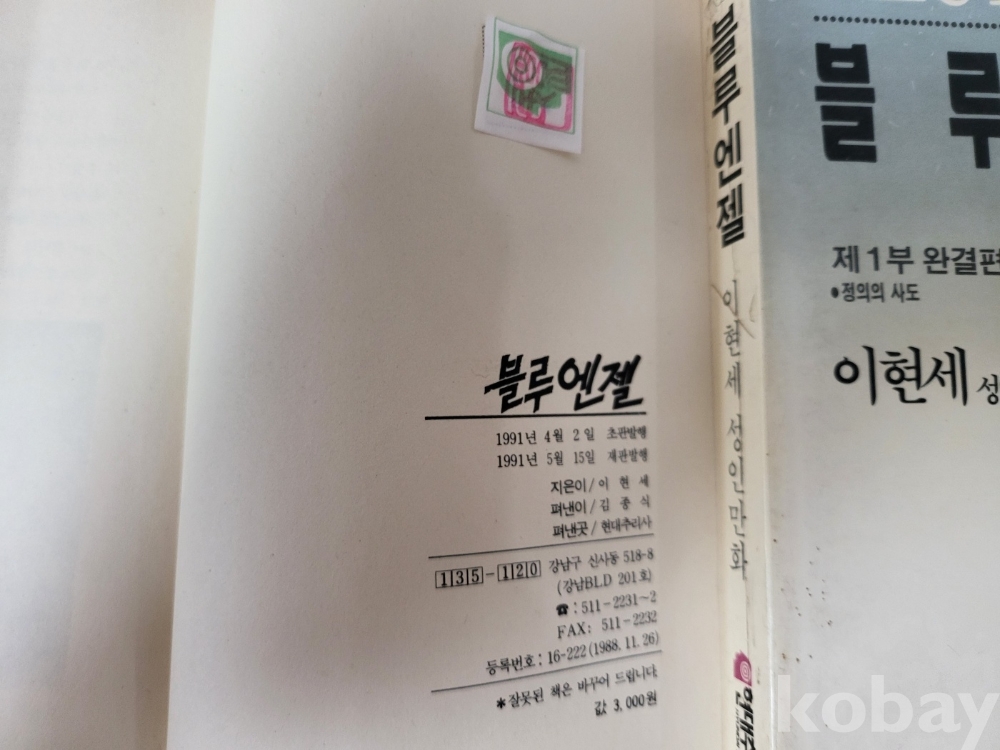 블루엔젤
1991년 4월 2일 초판발행
1991년 5월 15일 재판발행
지은이/이 현 세
펴낸이/김 종 식
펴낸곳/현대추리사
135-120 강남구 신사동 518-8
(강남BLD 201호)
☎:511-2231~2
FAX: 511-2232
등록번호:16-222(1988.11.26)
*잘못된 책은 바꾸어 드립니다.
값 3,000원
블루엔젤 이현세 성인만화
블루
제1부 완결편
•정의의 사도
이현세 성
kobay